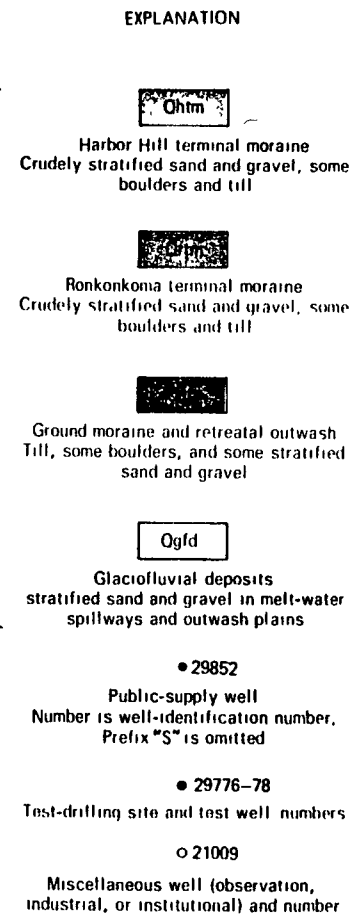 EXPLANATION
Qhtm
Harbor Hill terminal moraine
Crudely stratified sand and gravel, some
boulders and till
Ronkonkoma terminal moraine
Crudely stratified sand and gravel, some
boulders and till
Ground moraine and retreatal outwash
Till, some boulders, and some stratified
sand and gravel
Qgfd
Glaciofluvial deposits
stratified sand and gravel in melt-water
spillways and outwash plains
29852
Public-supply well
Number is well-identification number.
Prefix "S" is omitted
29776–78
Test-drilling site and test well numbers
21009
Miscellaneous well (observation,
industrial, or institutional) and number